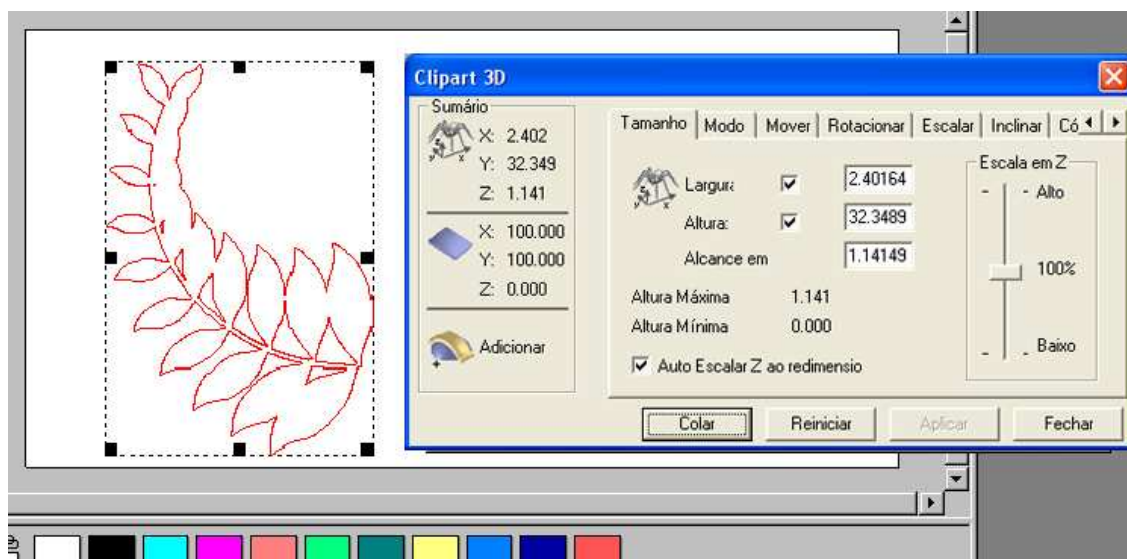 Clipart 3D
Sumário
X: 2.402
Y: 32.349
Z: 1.141
X: 100.000
Y: 100.000
Z: 0.000
Adicionar
Tamanho Modo Mover Rotacionar Escalar Inclinar Có
Largura 2.40164
Altura: 32.3489
Alcance em 1.14149
Altura Máxima 1.141
Altura Mínima 0.000
Auto Escalar Z ao redimensio
Escala em Z
Alto
100%
Baixo
Colar Reiniciar Aplicar Fechar